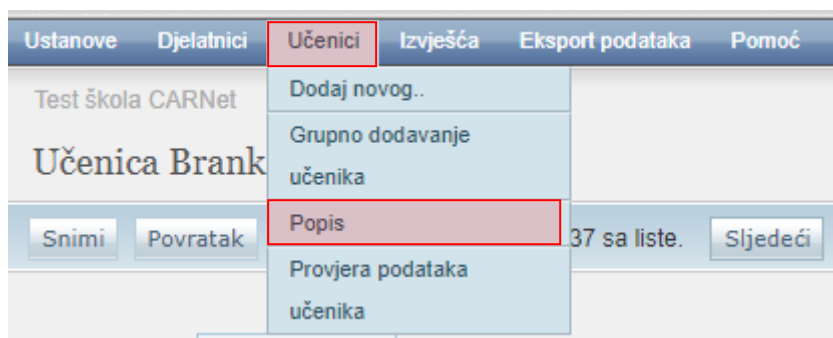 Ustanove Djelatnici Učenici Izvješća Eksport podataka Pomoć
Test škola CARNet
Dodaj novog..
Grupno dodavanje
učenika
Učenica Brank
Popis
Snimi Povratak 37 sa liste. Sljedeći
Provjera podataka
učenika